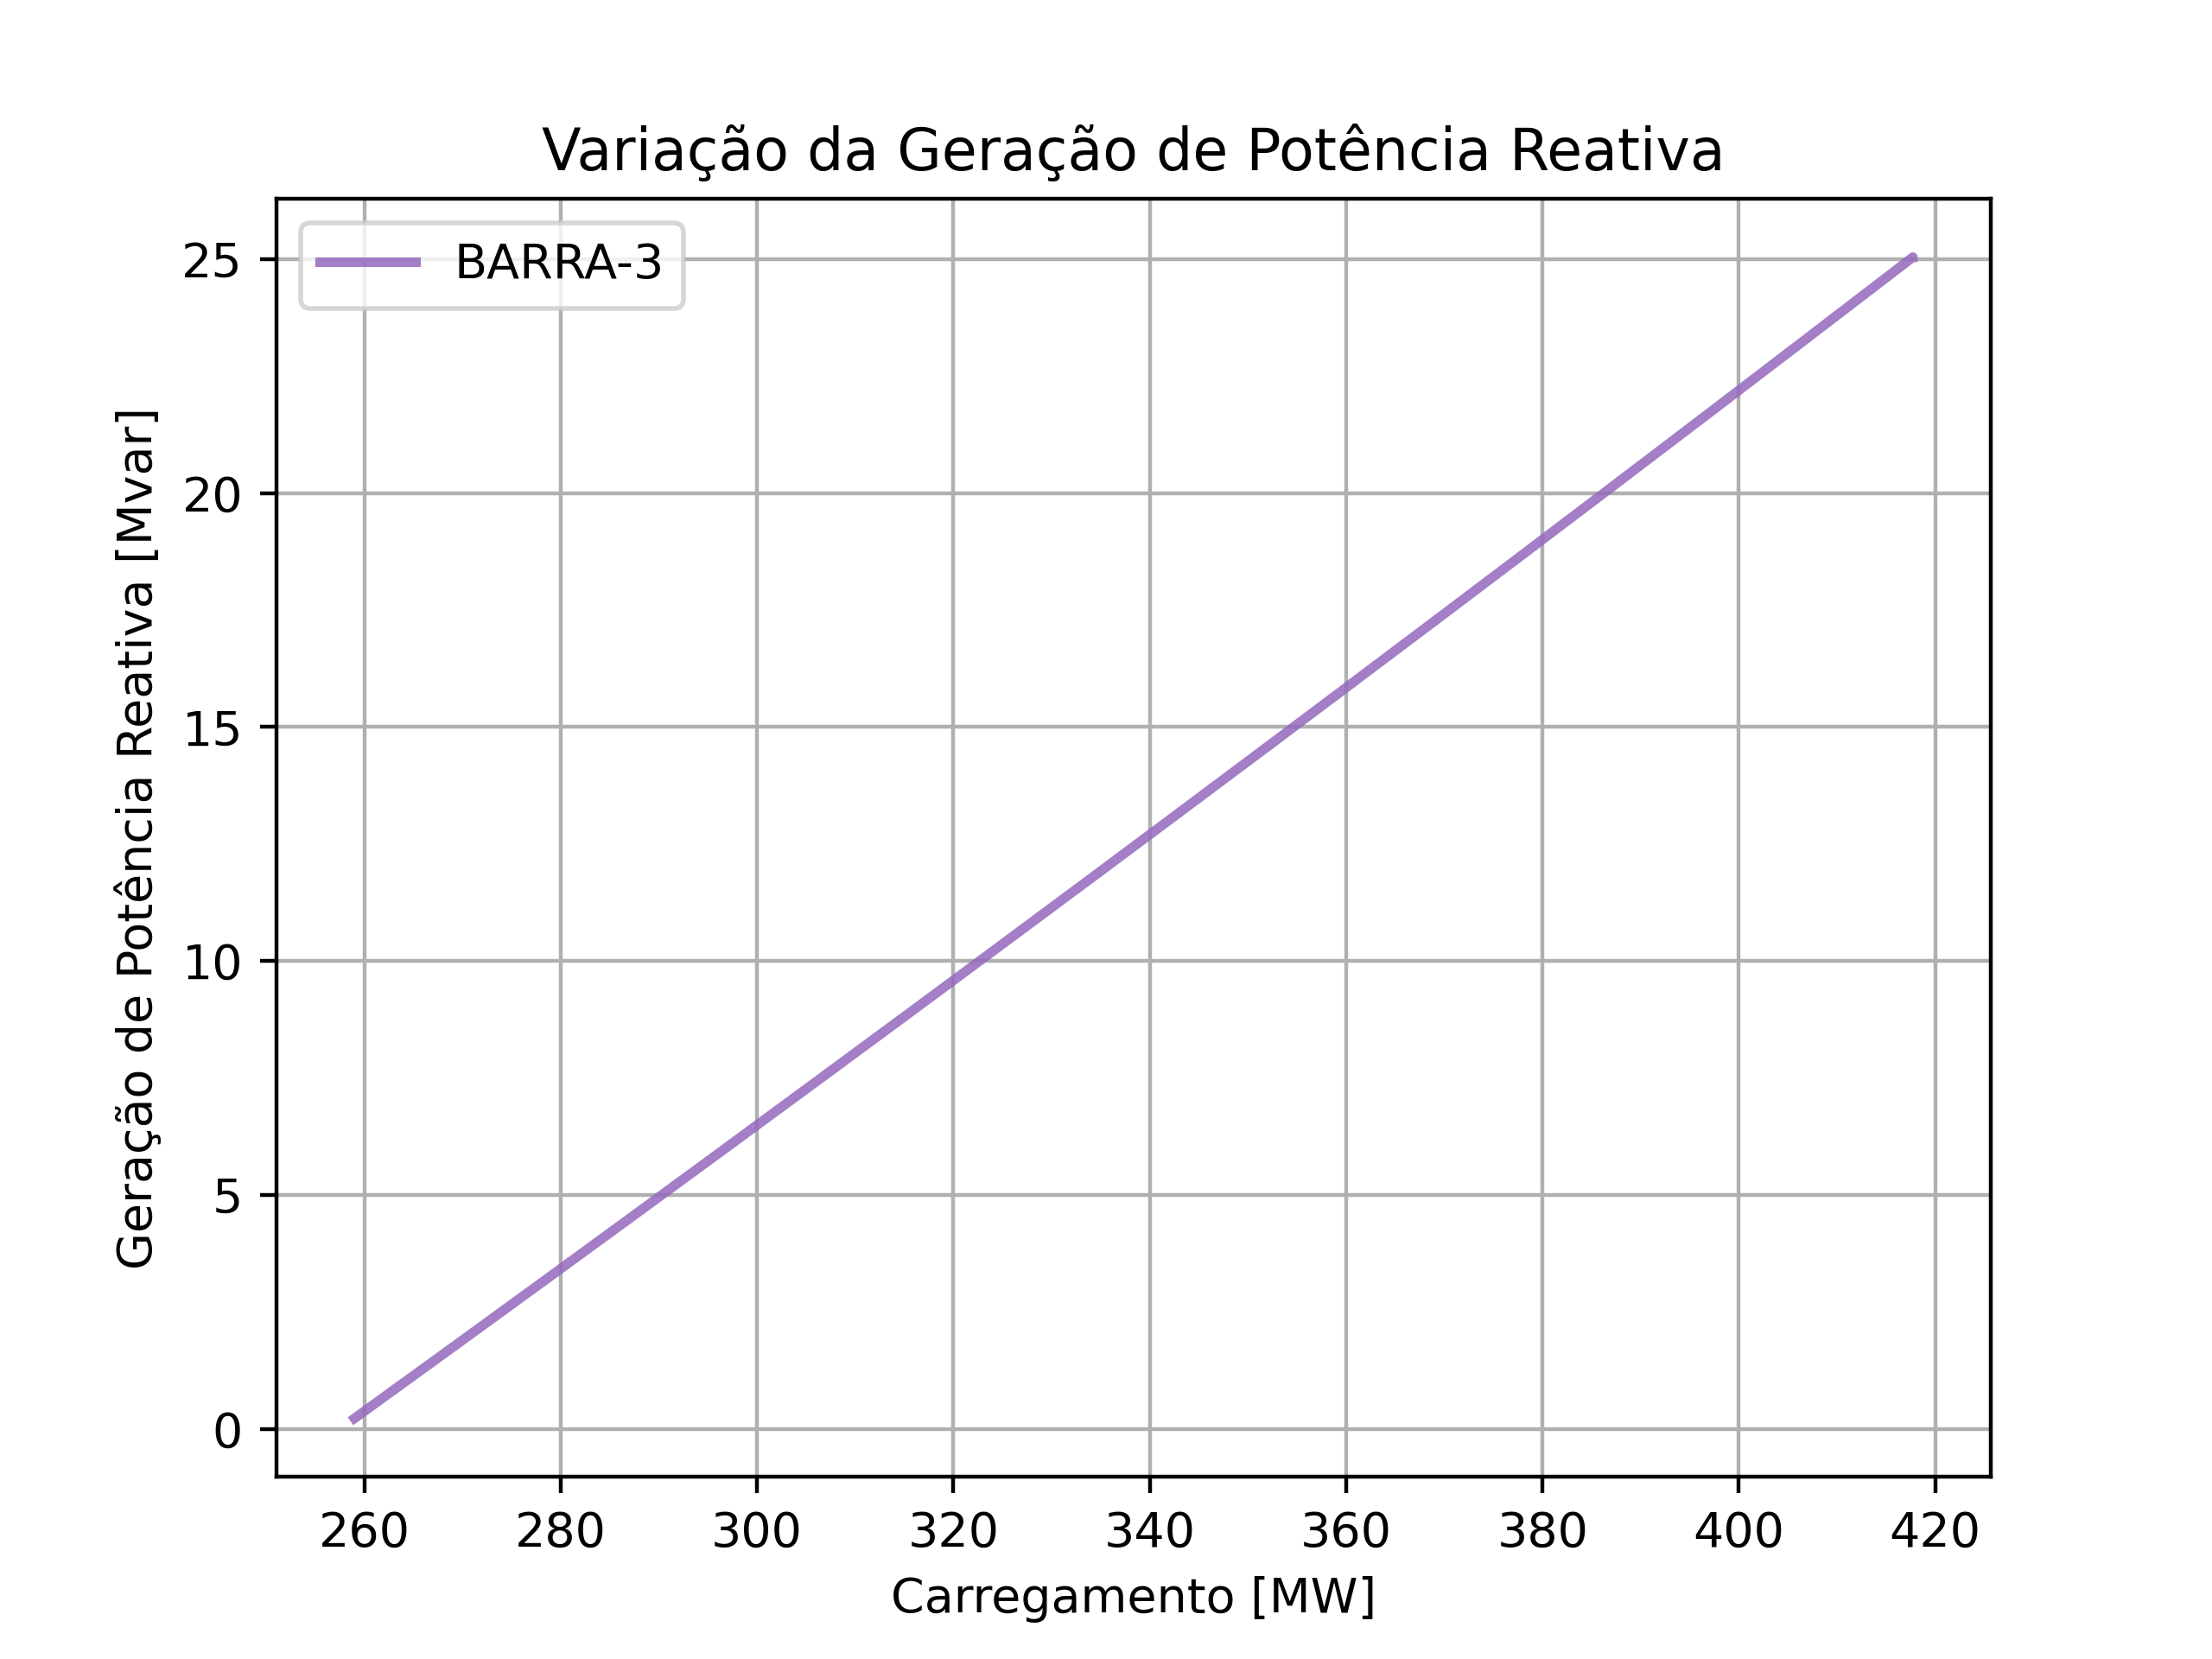 Variação da Geração de Potência Reativa
BARRA-3
Geração de Potência Reativa [Mvar]
25
20
15
10
5
0
260 280 300 320 340 360 380 400 420
Carregamento [MW]